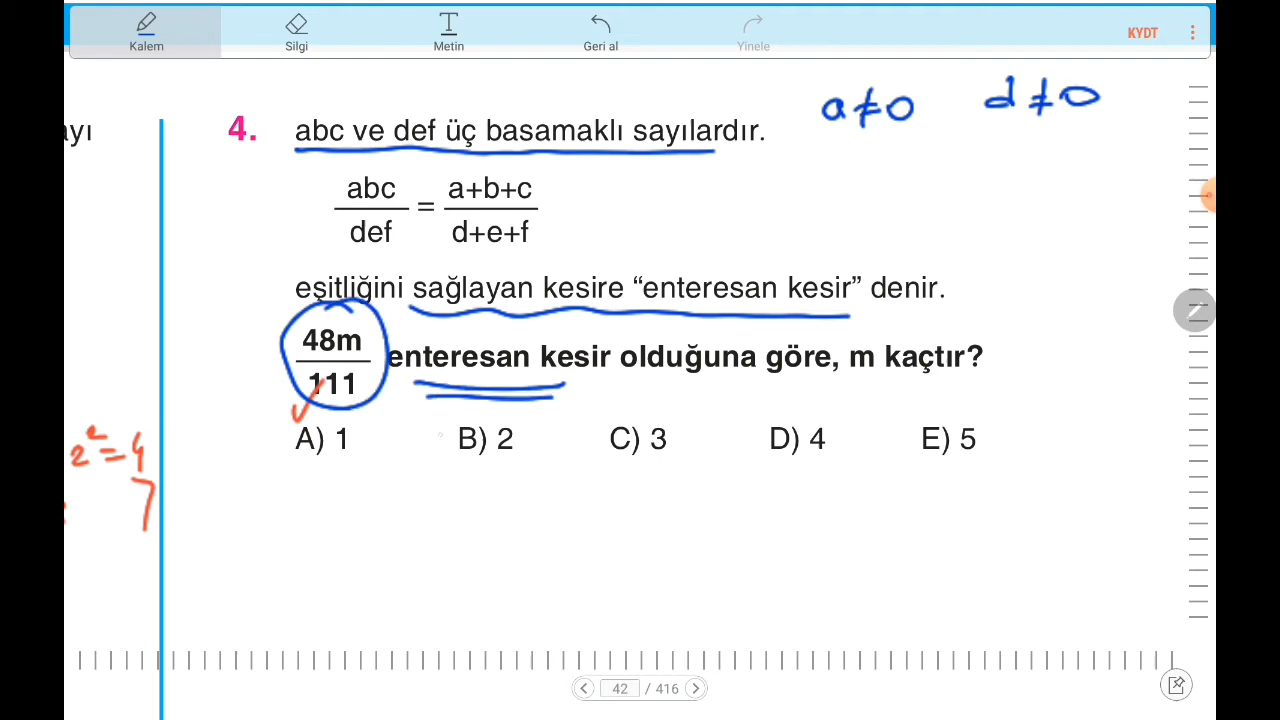 Kalem Silgi Metin Geri al Yinele KYDT
a≠0 d≠0
ayı
4. abc ve def üç basamaklı sayılardır.
abc / def = a+b+c / d+e+f
eşitliğini sağlayan kesire “enteresan kesir” denir.
48m / 111 enteresan kesir olduğuna göre, m kaçtır?
A) 1 B) 2 C) 3 D) 4 E) 5
2²=4
7
42 / 416